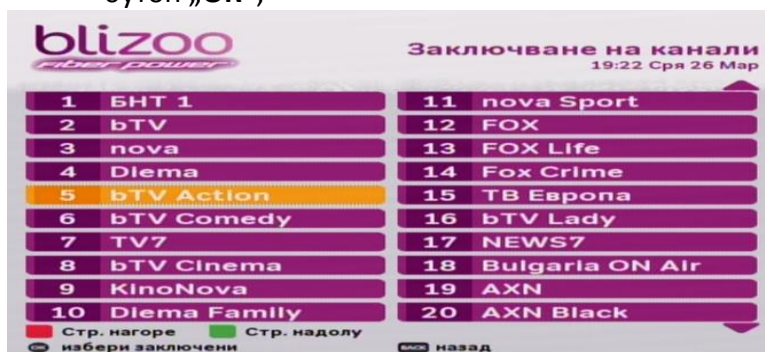 бутон „OK“,
blizoo
Fiber power
Заключване на канали
19:22 Сря 26 Мар
1 БНТ 1
2 bTV
3 nova
4 Diema
5 bTV Action
6 bTV Comedy
7 TV7
8 bTV Cinema
9 KinoNova
10 Diema Family
11 nova Sport
12 FOX
13 FOX Life
14 Fox Crime
15 ТВ Европа
16 bTV Lady
17 NEWS7
18 Bulgaria ON Air
19 AXN
20 AXN Black
Стр. нагоре Стр. надолу
OK избери заключени BACK назад